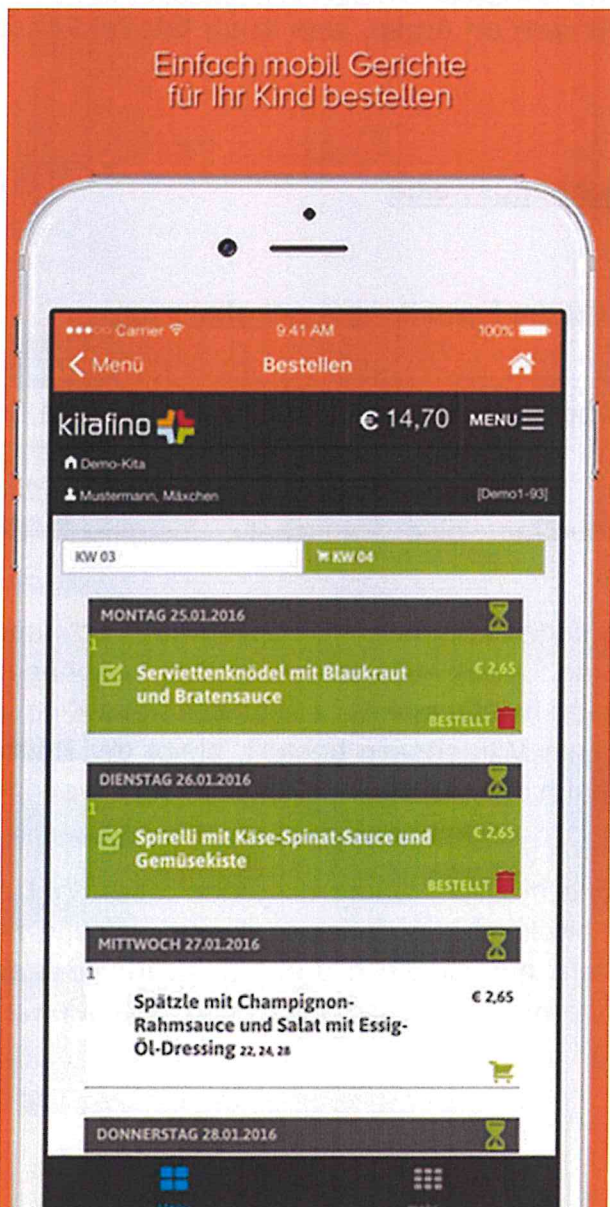 Einfach mobil Gerichte
für Ihr Kind bestellen
Carrier 9:41 AM 100%
Menü Bestellen
kitafino € 14,70 MENU
Demo-Kita
Mustermann, Mäxchen [Demo1-93]
KW 03 KW 04
MONTAG 25.01.2016
1
Serviettenknödel mit Blaukraut € 2,65
und Bratensauce
BESTELLT
DIENSTAG 26.01.2016
1
Spirelli mit Käse-Spinat-Sauce und € 2,65
Gemüsekiste
BESTELLT
MITTWOCH 27.01.2016
1
Spätzle mit Champignon- € 2,65
Rahmsauce und Salat mit Essig-
Öl-Dressing 22, 24, 28
DONNERSTAG 28.01.2016